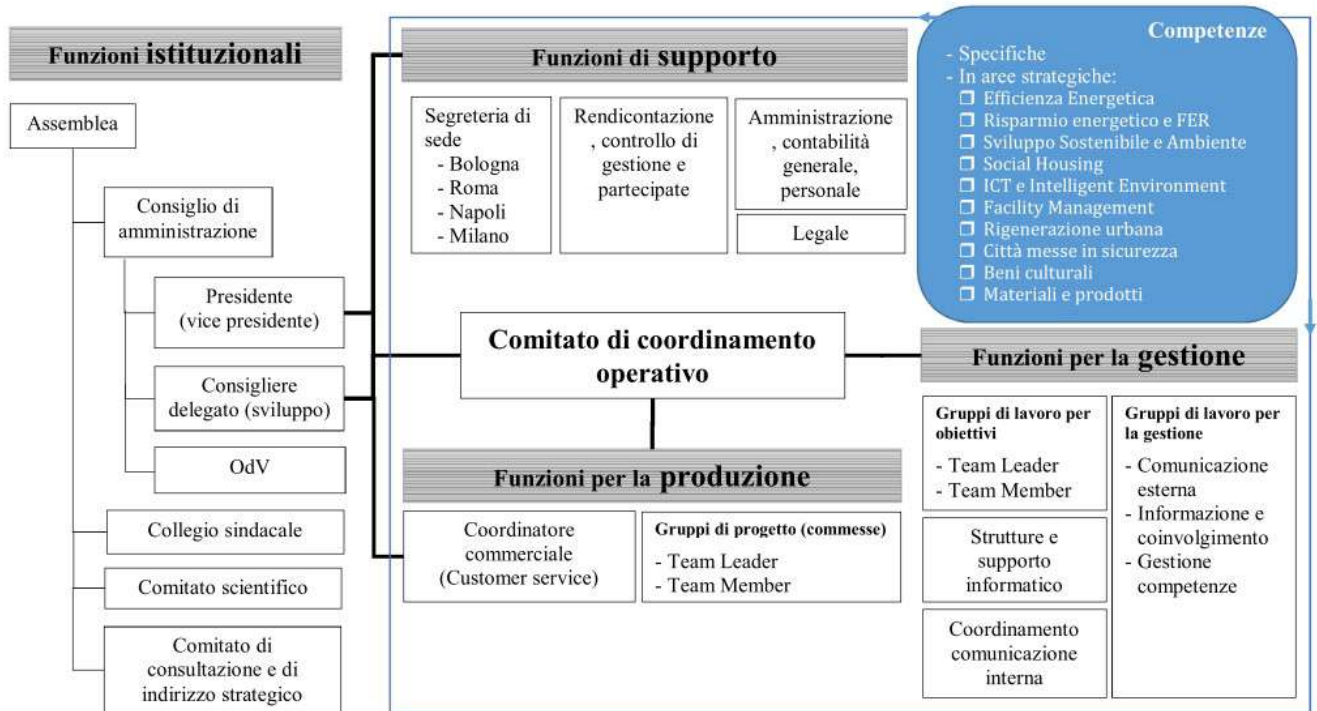 Funzioni istituzionali
Assemblea
Consiglio di
amministrazione
Presidente
(vice presidente)
Consigliere
delegato (sviluppo)
OdV
Collegio sindacale
Comitato scientifico
Comitato di
consultazione e di
indirizzo strategico
Funzioni di supporto
Segreteria di
sede
- Bologna
- Roma
- Napoli
- Milano
Rendicontazione
, controllo di
gestione e
partecipate
Amministrazione
, contabilità
generale,
personale
Legale
Competenze
- Specifiche
- In aree strategiche:
❒ Efficienza Energetica
❒ Risparmio energetico e FER
❒ Sviluppo Sostenibile e Ambiente
❒ Social Housing
❒ ICT e Intelligent Environment
❒ Facility Management
❒ Rigenerazione urbana
❒ Città messe in sicurezza
❒ Beni culturali
❒ Materiali e prodotti
Comitato di coordinamento
operativo
Funzioni per la produzione
Coordinatore
commerciale
(Customer service)
Gruppi di progetto (commesse)
- Team Leader
- Team Member
Funzioni per la gestione
Gruppi di lavoro per
obiettivi
- Team Leader
- Team Member
Strutture e
supporto
informatico
Coordinamento
comunicazione
interna
Gruppi di lavoro per
la gestione
- Comunicazione
esterna
- Informazione e
coinvolgimento
- Gestione
competenze